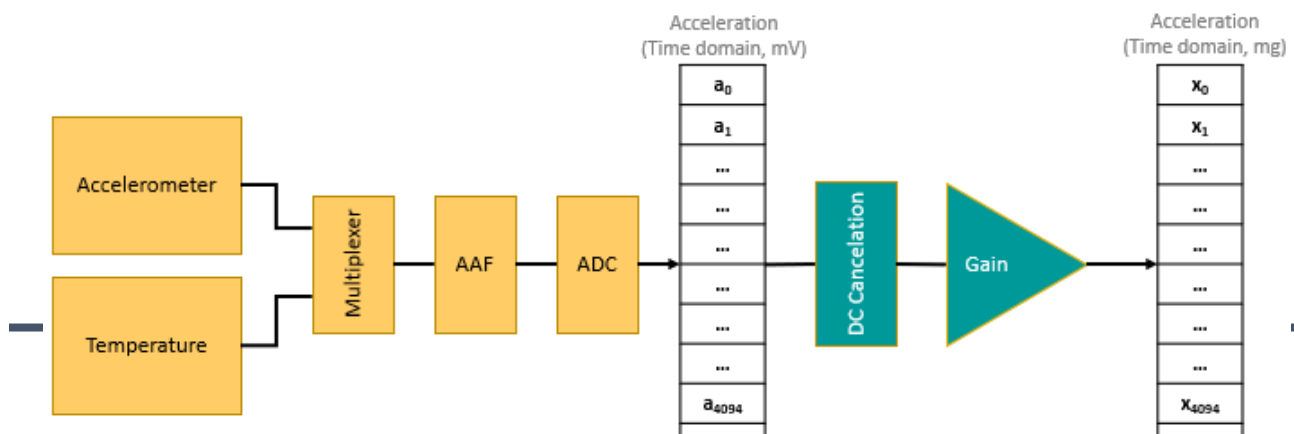 Acceleration
(Time domain, mV)
Acceleration
(Time domain, mg)
Accelerometer
Temperature
Multiplexer
AAF
ADC
a0
a1
...
...
...
...
...
...
a4094
DC Cancelation
Gain
x0
x1
...
...
...
...
...
...
x4094